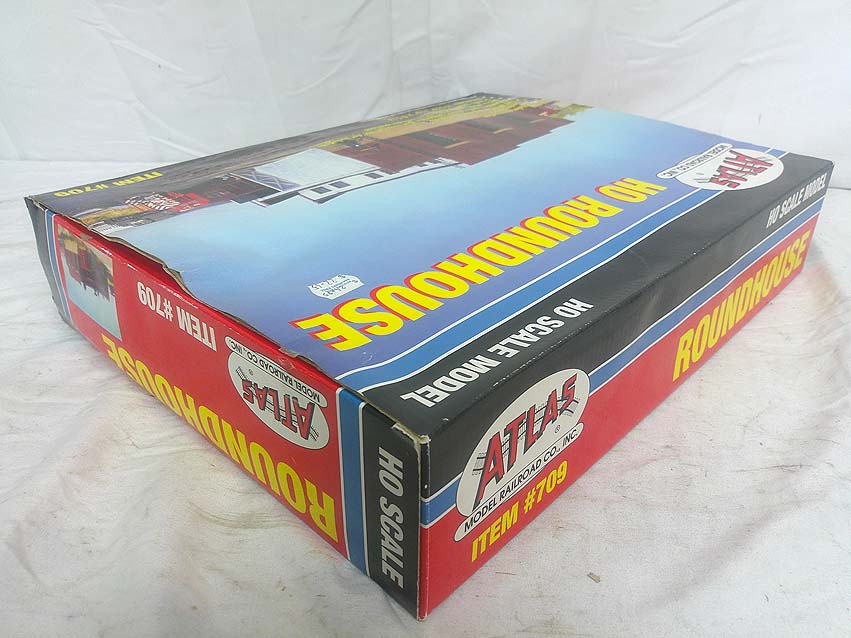 ITEM #709
HO ROUNDHOUSE
ATLAS
MODEL RAILROAD CO., INC.
HO SCALE MODEL
HO SCALE MODEL
ROUNDHOUSE
ATLAS
®
MODEL RAILROAD CO., INC.
ITEM #709
ITEM #709
ROUNDHOUSE
ATLAS
®
MODEL RAILROAD CO., INC.
HO SCALE